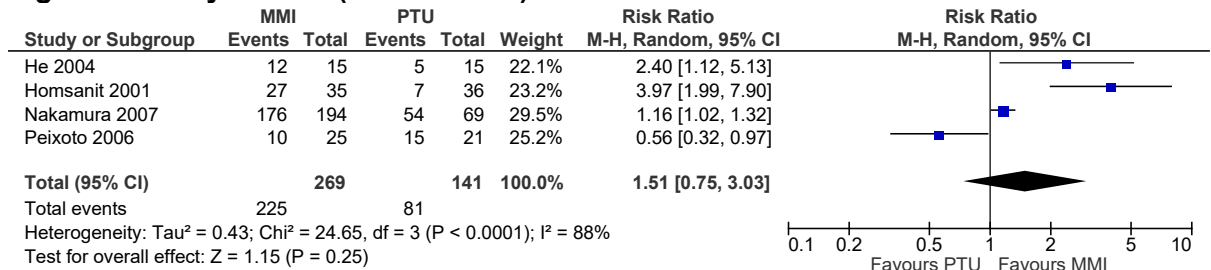 MMI PTU Risk Ratio Risk Ratio
Study or Subgroup Events Total Events Total Weight M-H, Random, 95% CI M-H, Random, 95% CI
He 2004 12 15 5 15 22.1% 2.40 [1.12, 5.13]
Homsanit 2001 27 35 7 36 23.2% 3.97 [1.99, 7.90]
Nakamura 2007 176 194 54 69 29.5% 1.16 [1.02, 1.32]
Peixoto 2006 10 25 15 21 25.2% 0.56 [0.32, 0.97]
Total (95% CI) 269 141 100.0% 1.51 [0.75, 3.03]
Total events 225 81
Heterogeneity: Tau² = 0.43; Chi² = 24.65, df = 3 (P < 0.0001); I² = 88%
Test for overall effect: Z = 1.15 (P = 0.25)
0.1 0.2 0.5 1 2 5 10
Favours PTU Favours MMI